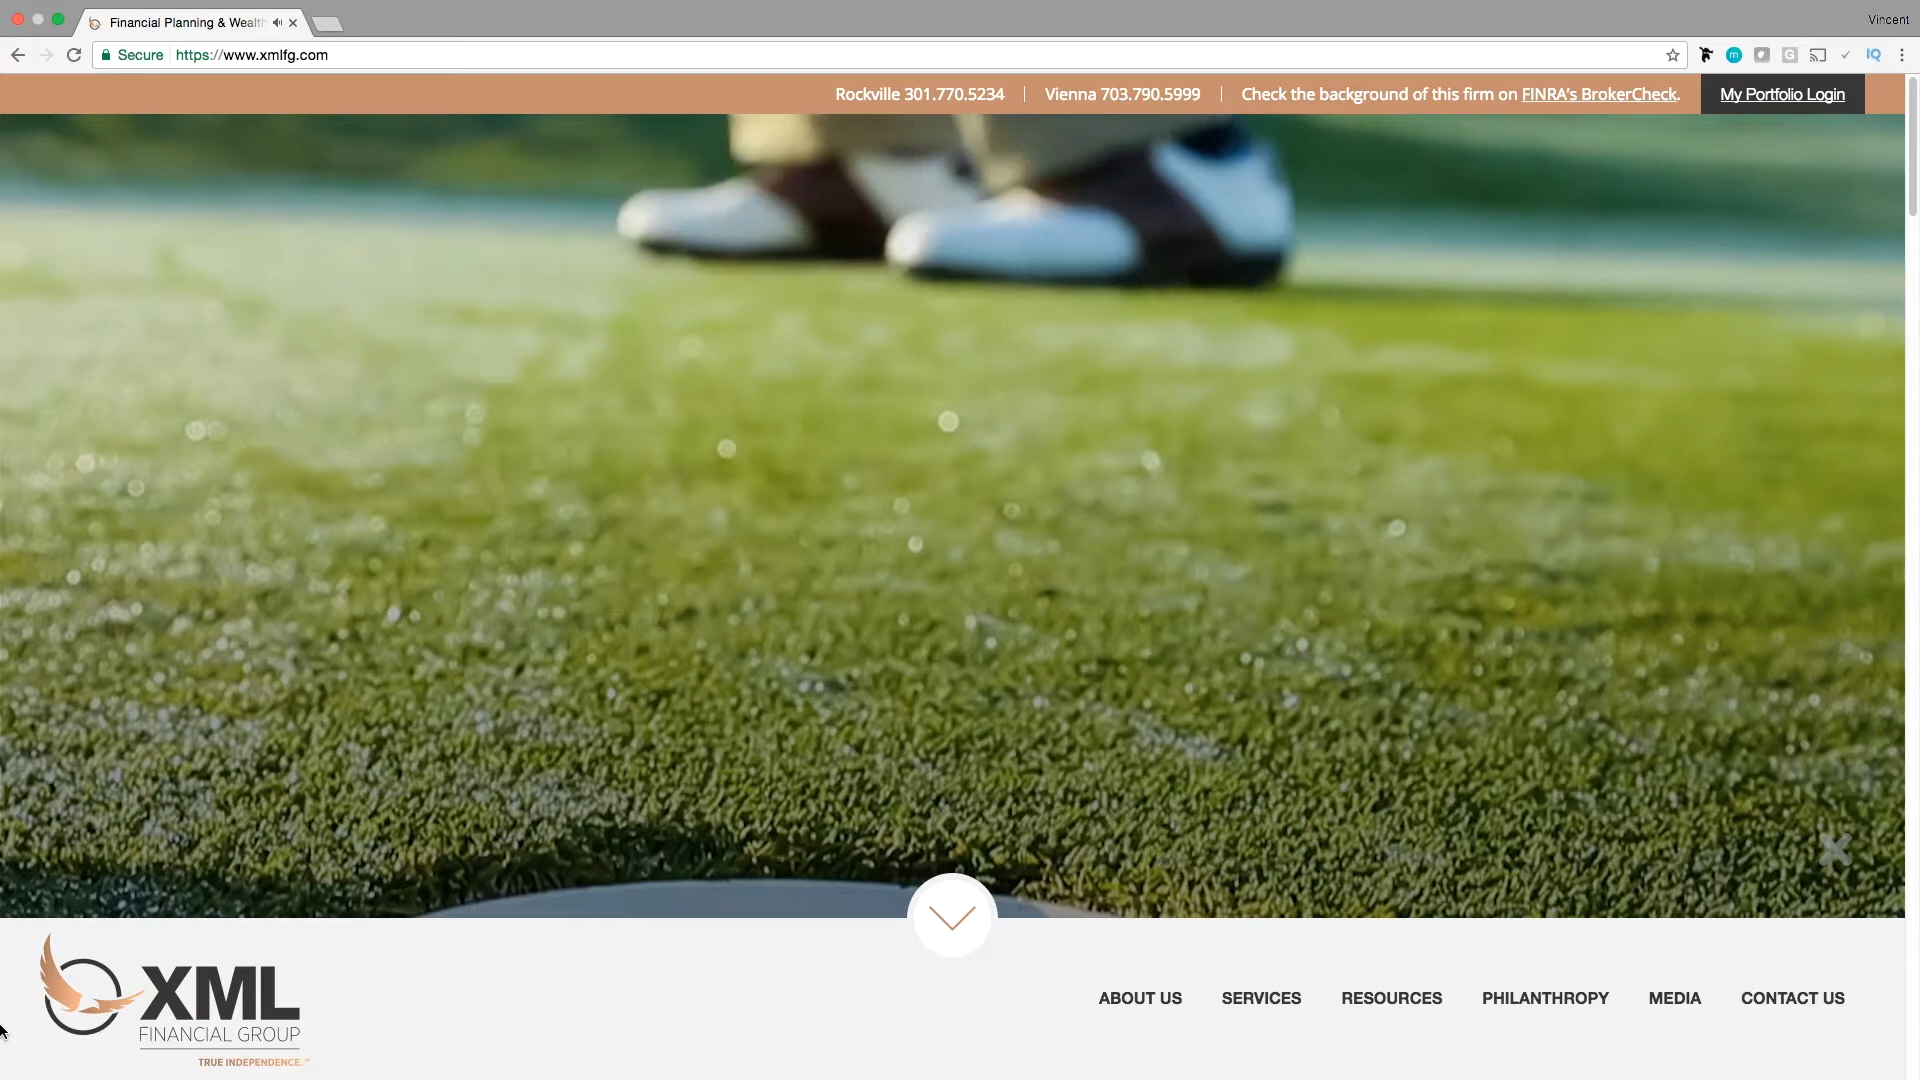 Financial Planning & Wealth
Vincent
Secure https://www.xmlfg.com
Rockville 301.770.5234 | Vienna 703.790.5999 | Check the background of this firm on FINRA's BrokerCheck. My Portfolio Login
XML
FINANCIAL GROUP
TRUE INDEPENDENCE.™
ABOUT US SERVICES RESOURCES PHILANTHROPY MEDIA CONTACT US